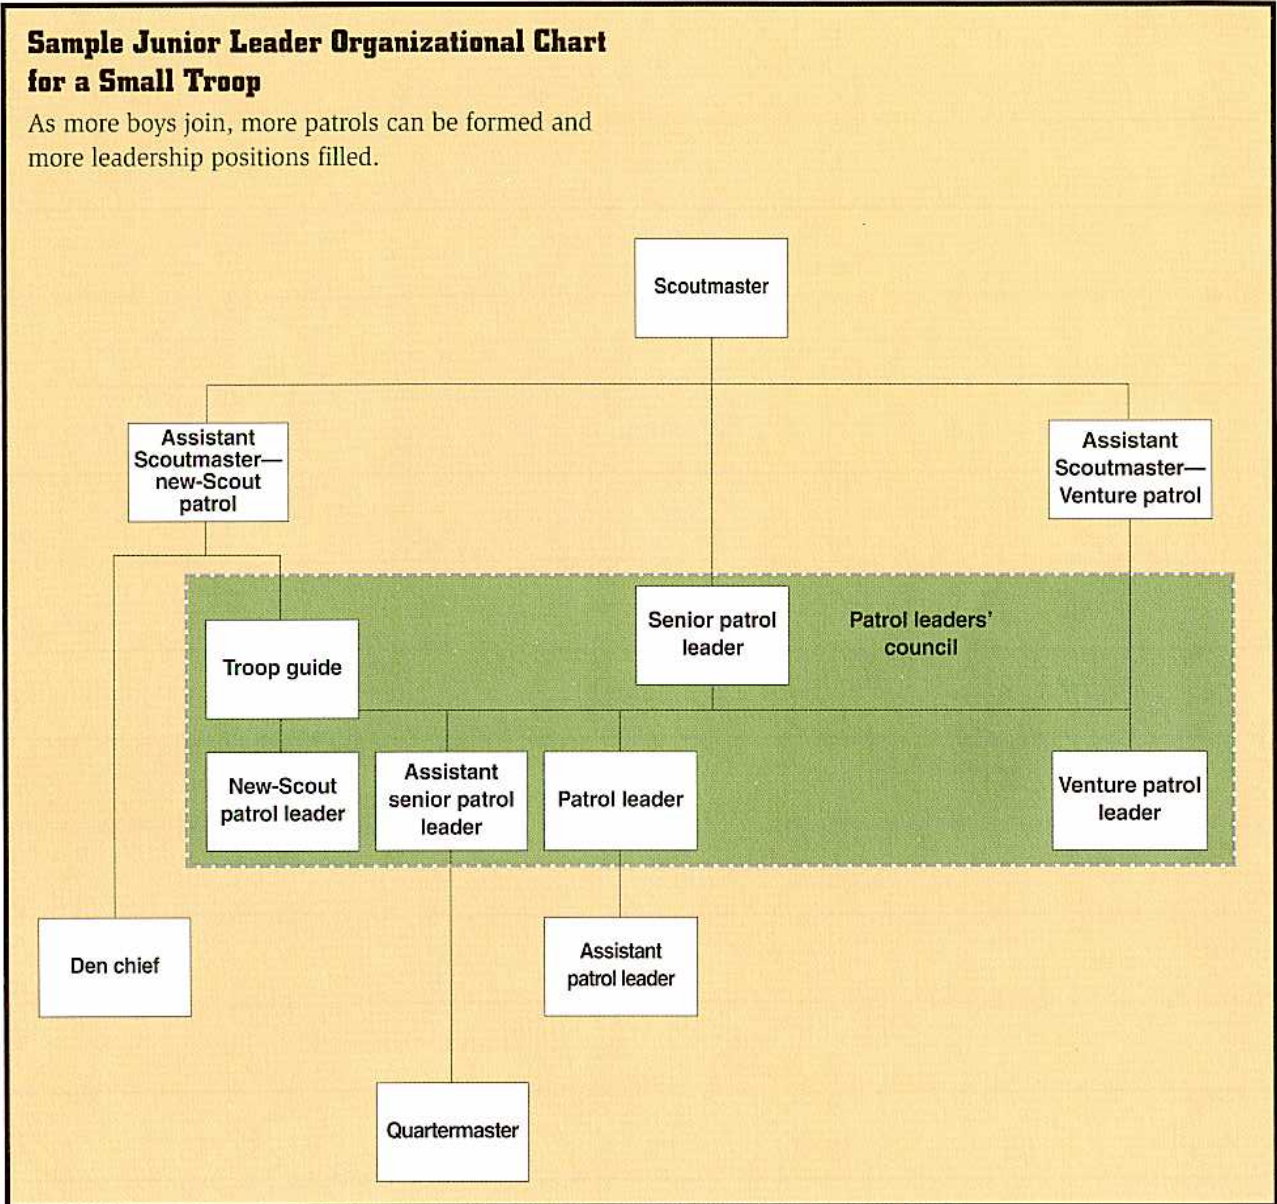 Sample Junior Leader Organizational Chart
for a Small Troop
As more boys join, more patrols can be formed and
more leadership positions filled.
Scoutmaster
Assistant
Scoutmaster—
new-Scout
patrol
Assistant
Scoutmaster—
Venture patrol
Senior patrol
leader
Patrol leaders’
council
Troop guide
New-Scout
patrol leader
Assistant
senior patrol
leader
Patrol leader
Venture patrol
leader
Den chief
Assistant
patrol leader
Quartermaster